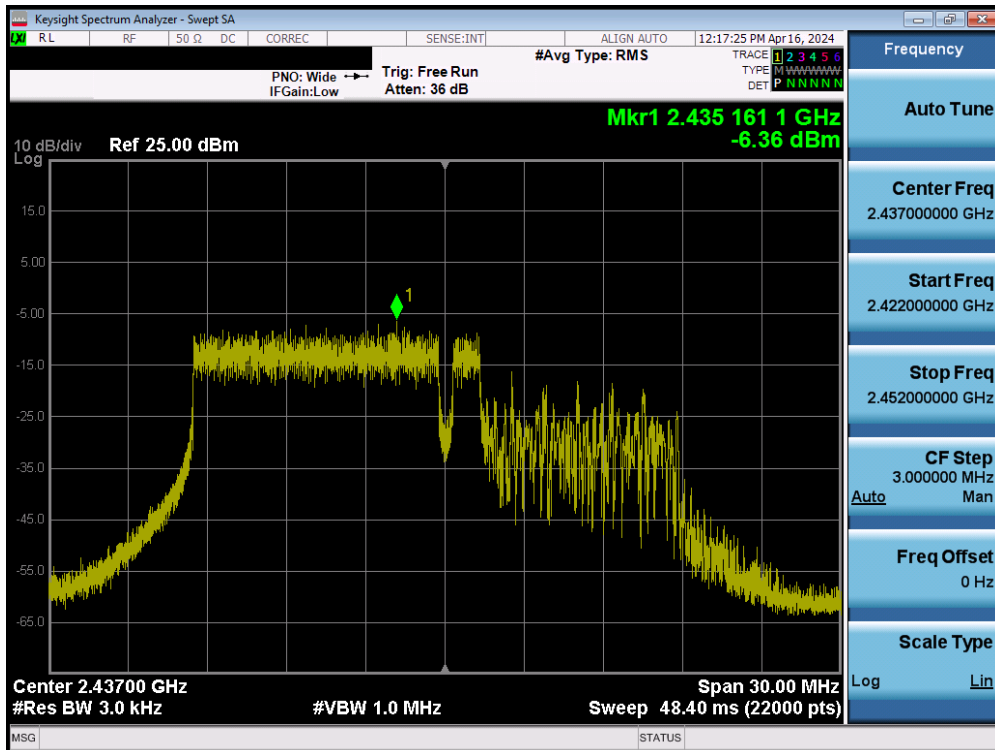 Keysight Spectrum Analyzer - Swept SA
LXI RL RF 50 Ω DC CORREC SENSE:INT ALIGN AUTO 12:17:25 PM Apr 16, 2024
PNO: Wide
IFGain:Low
Trig: Free Run
Atten: 36 dB
#Avg Type: RMS
TRACE 1 2 3 4 5 6
TYPE M WWWWW
DET P N N N N N
Mkr1 2.435 161 1 GHz
-6.36 dBm
10 dB/div
Log
Ref 25.00 dBm
15.0
5.00
-5.00
-15.0
-25.0
-35.0
-45.0
-55.0
-65.0
1
Center 2.43700 GHz
#Res BW 3.0 kHz
#VBW 1.0 MHz
Span 30.00 MHz
Sweep 48.40 ms (22000 pts)
MSG
STATUS
Frequency
Auto Tune
Center Freq
2.437000000 GHz
Start Freq
2.422000000 GHz
Stop Freq
2.452000000 GHz
CF Step
3.000000 MHz
Auto Man
Freq Offset
0 Hz
Scale Type
Log Lin